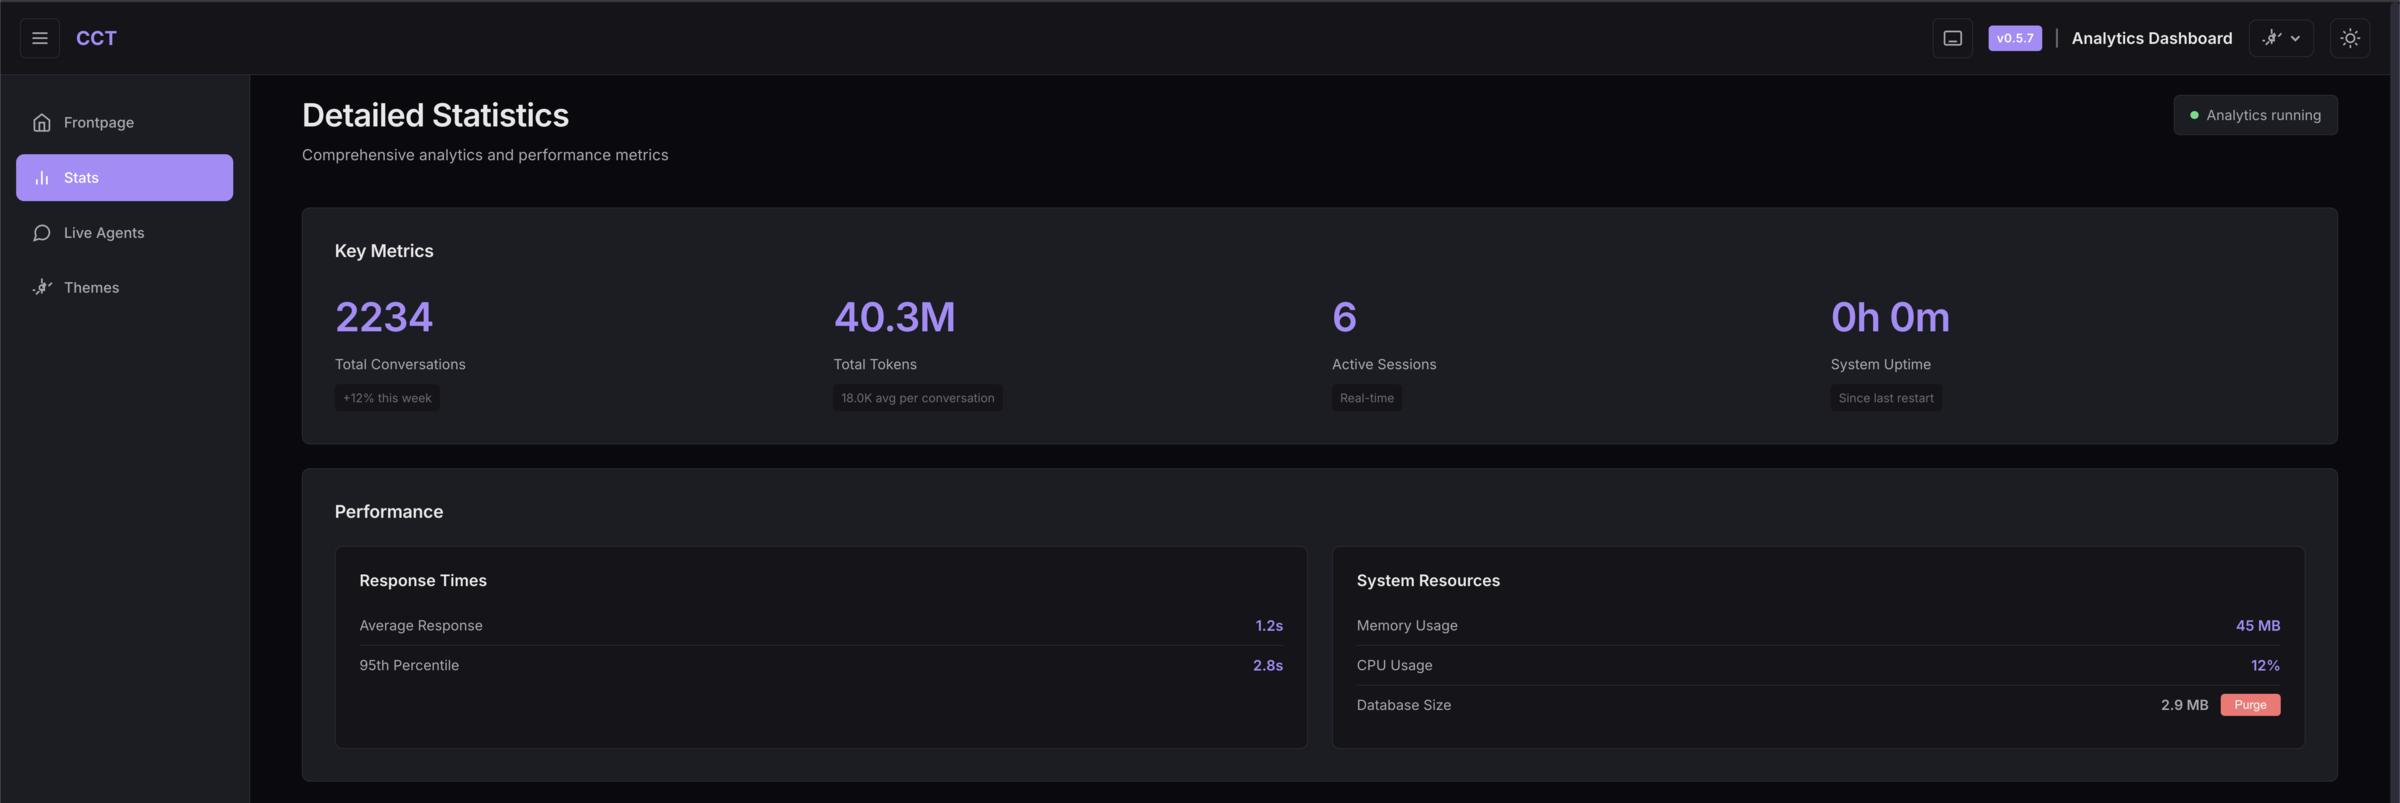 CCT
v0.5.7
Analytics Dashboard
Frontpage
Stats
Live Agents
Themes
Detailed Statistics
Analytics running
Comprehensive analytics and performance metrics
Key Metrics
2234
Total Conversations
+12% this week
40.3M
Total Tokens
18.0K avg per conversation
6
Active Sessions
Real-time
0h 0m
System Uptime
Since last restart
Performance
Response Times
Average Response 1.2s
95th Percentile 2.8s
System Resources
Memory Usage 45 MB
CPU Usage 12%
Database Size 2.9 MB Purge